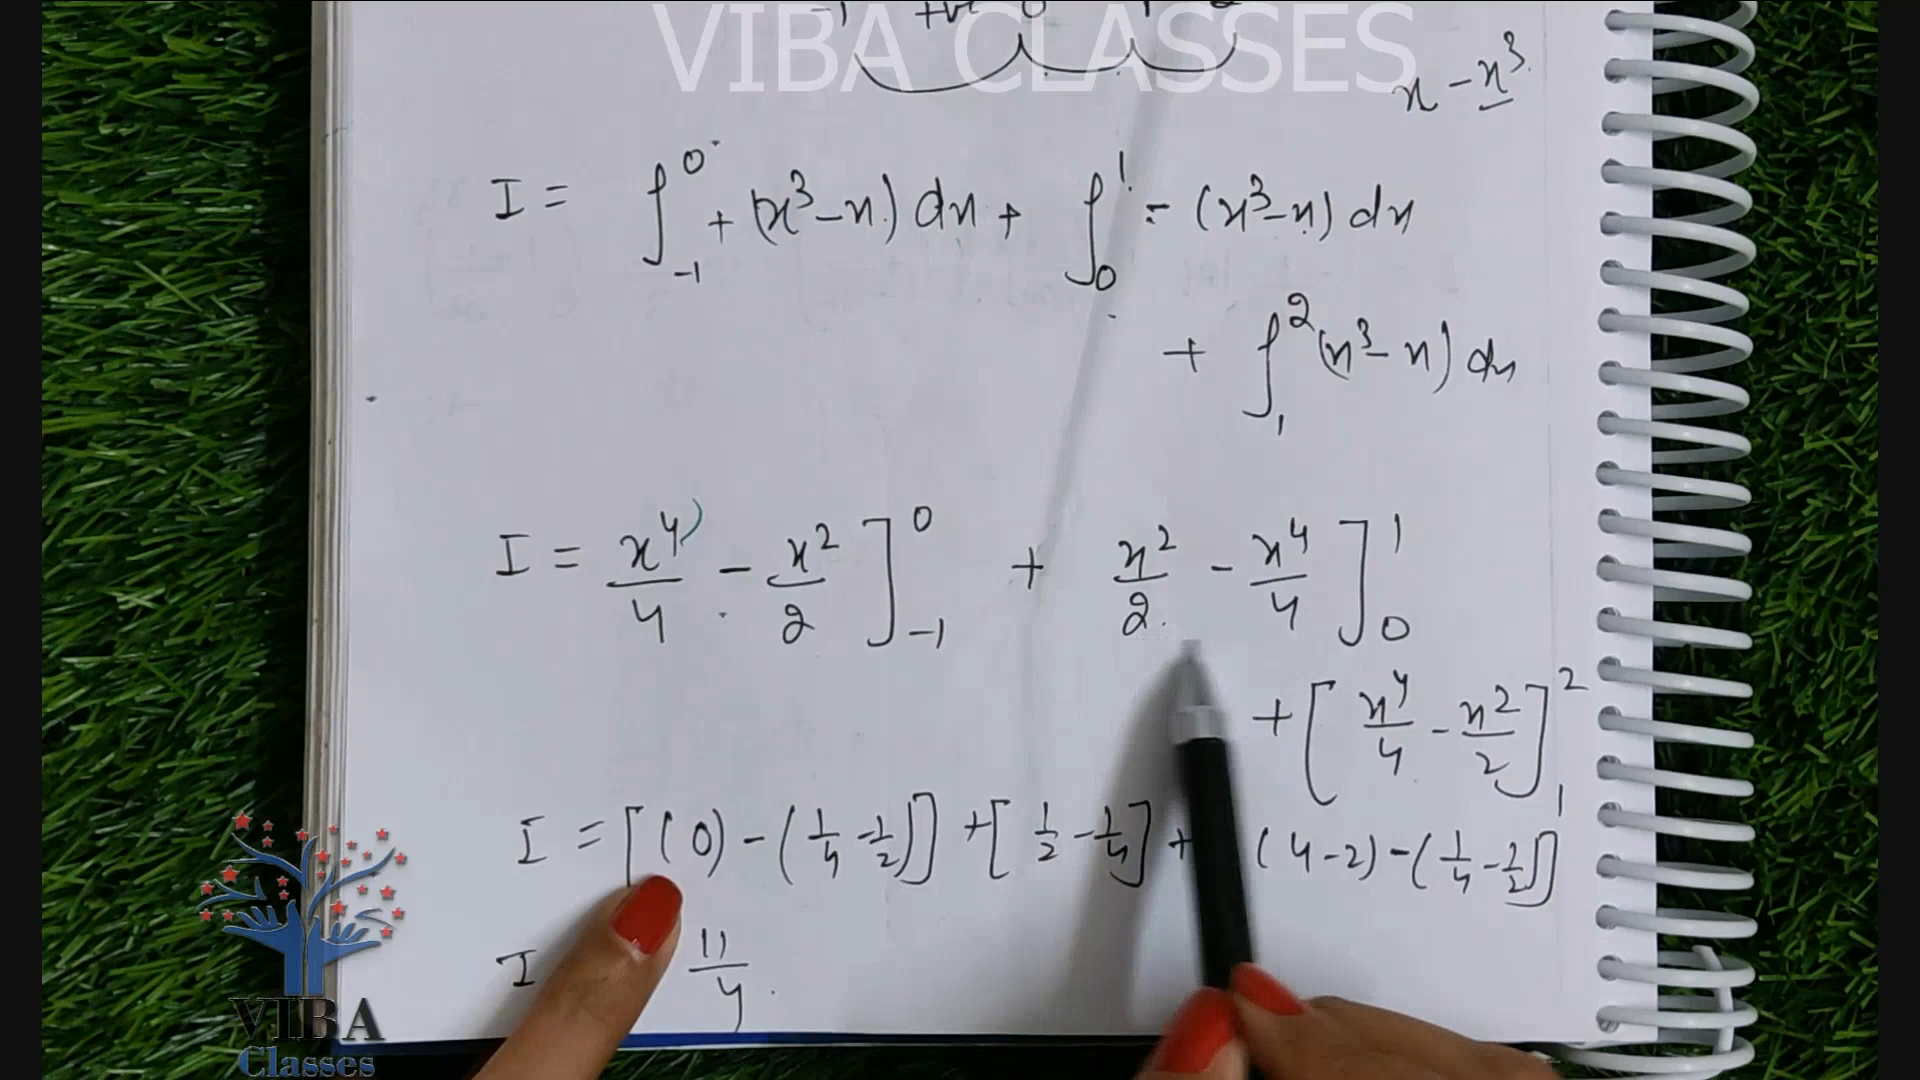 VIBA CLASSES
x - x³
I = ∫₋₁⁰ + (x³-x) dx + ∫₀¹ - (x³-x) dx
+ ∫₁² (x³-x) dx
I = x⁴/4 - x²/2 ]₋₁⁰ + x²/2 - x⁴/4 ]₀¹
+ [ x⁴/4 - x²/2 ]₁²
I = [(0) - (1/4 - 1/2)] + [1/2 - 1/4] + (4-2) - (1/4 - 1/2)]
I 11/4
VIBA
Classes